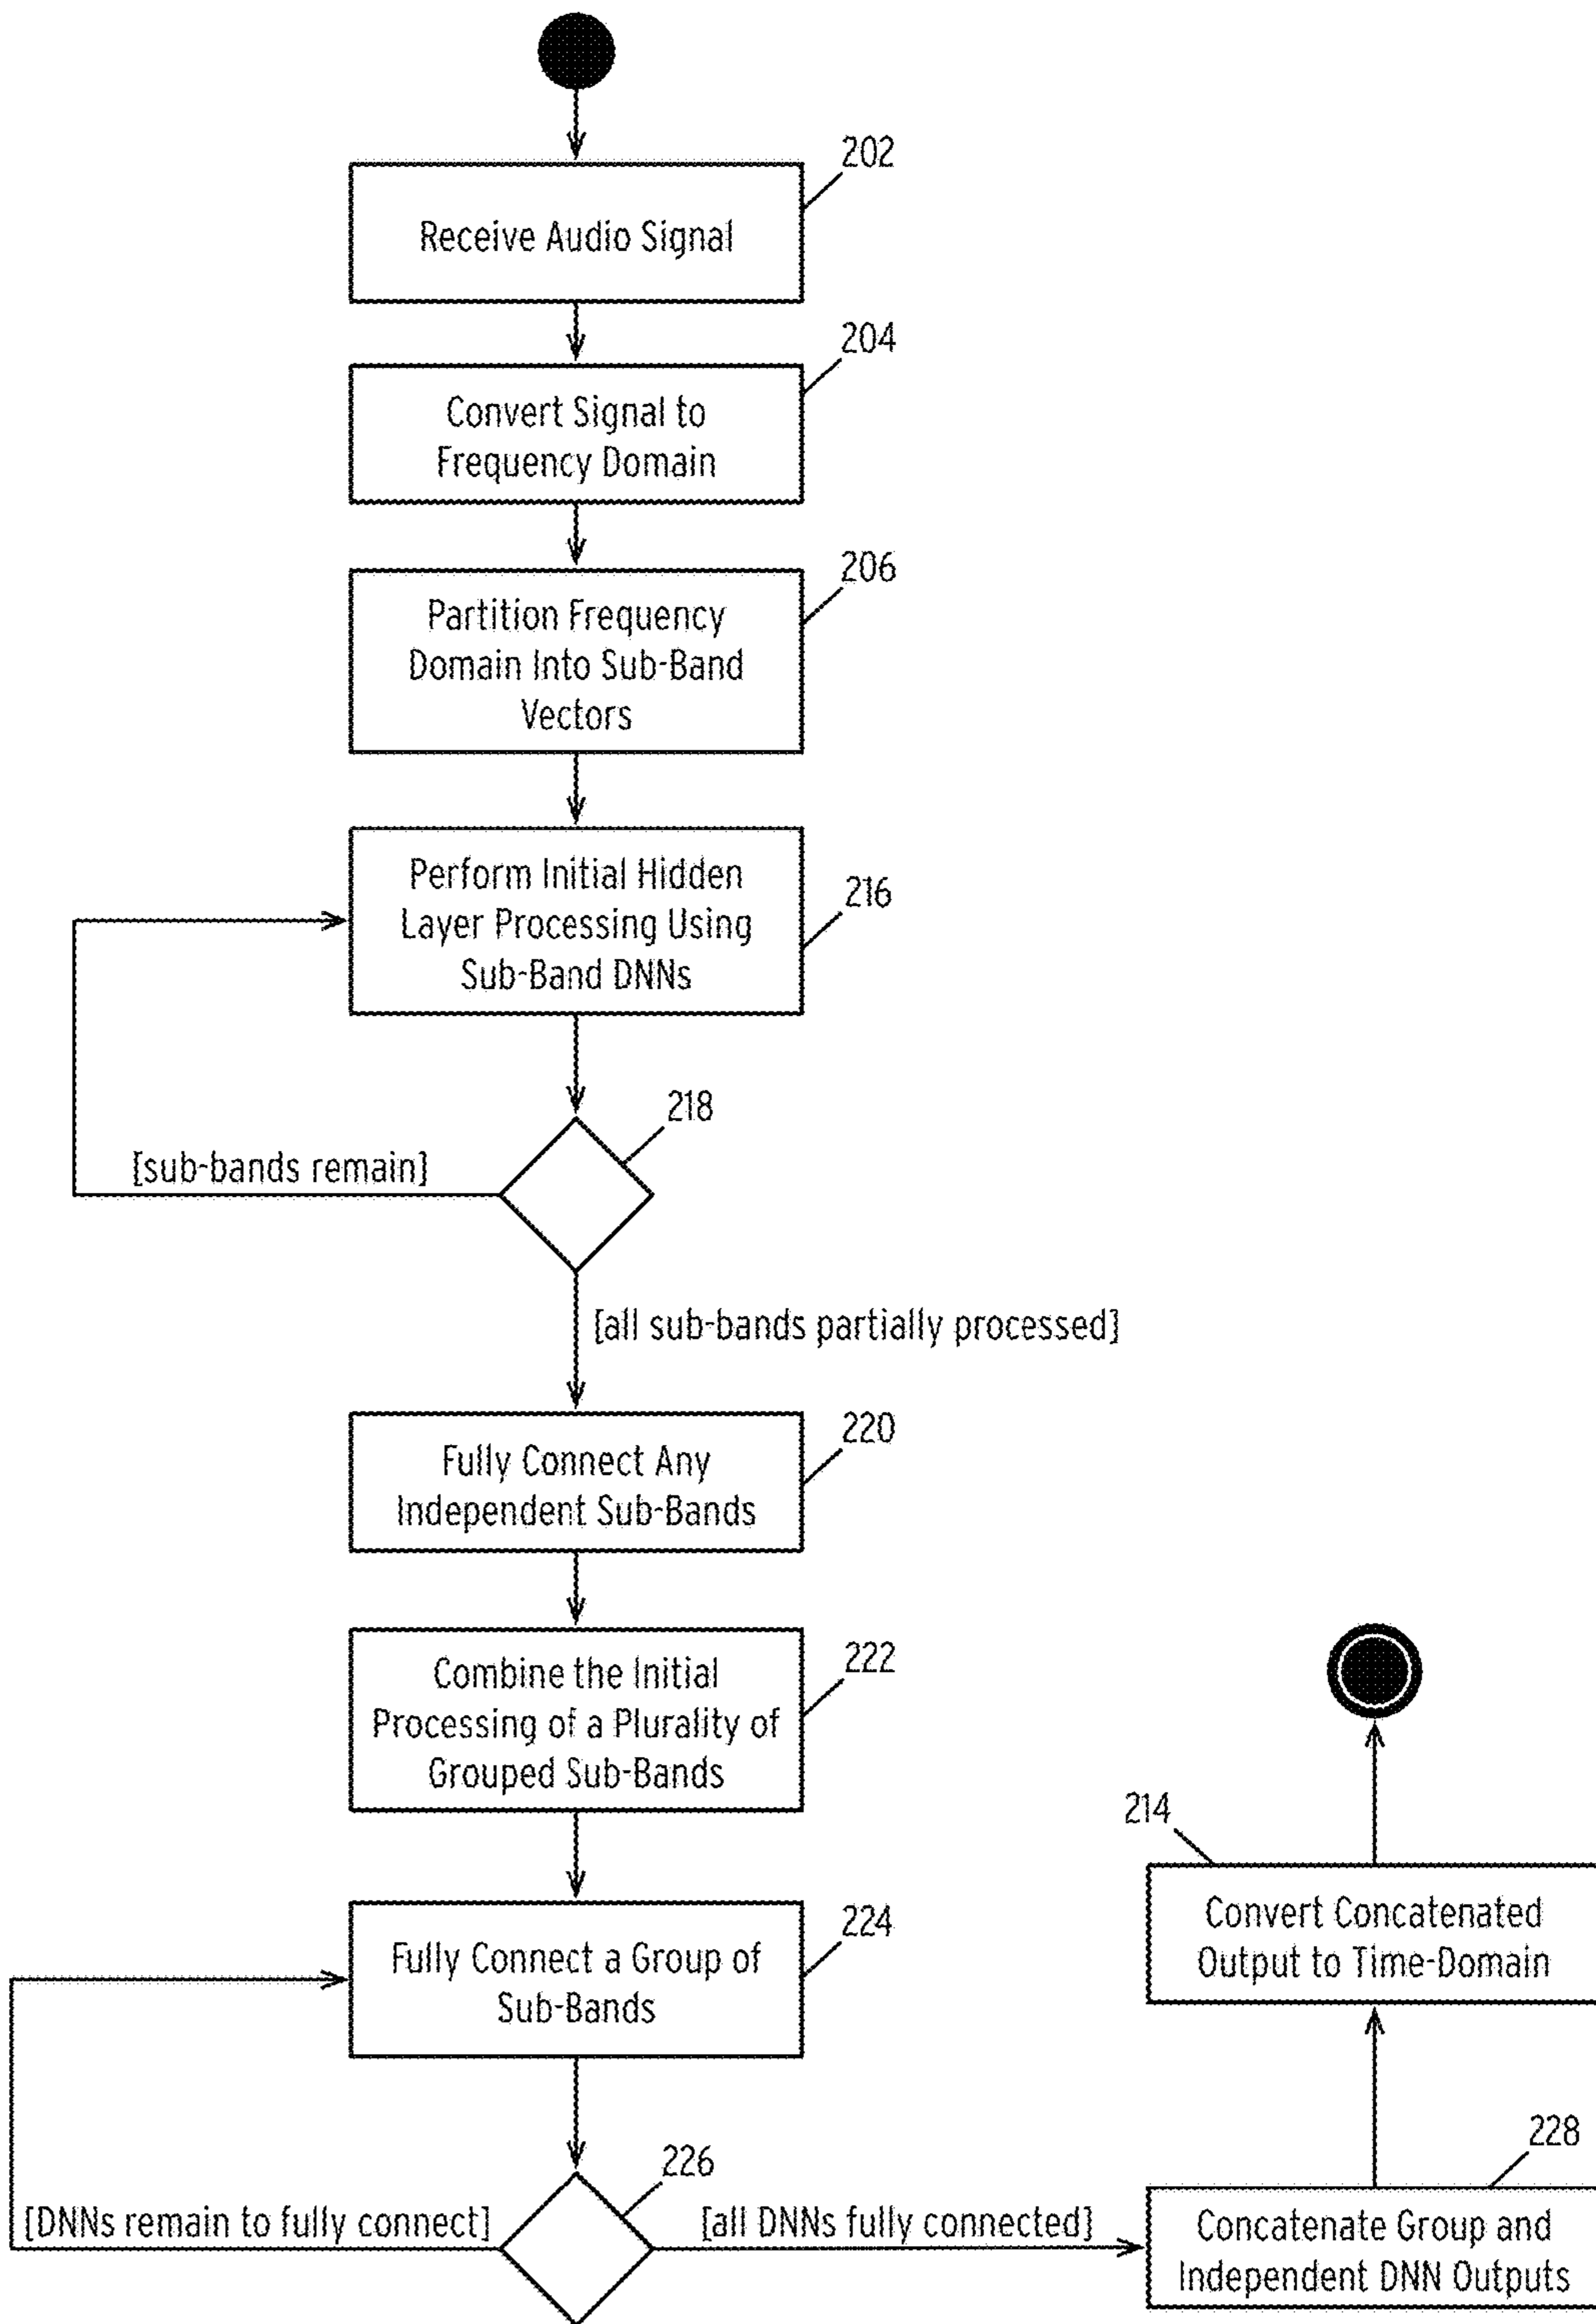 202
Receive Audio Signal
204
Convert Signal to
Frequency Domain
206
Partition Frequency
Domain Into Sub-Band
Vectors
Perform Initial Hidden
Layer Processing Using
Sub-Band DNNs
216
218
[sub-bands remain]
[all sub-bands partially processed]
220
Fully Connect Any
Independent Sub-Bands
222
Combine the Initial
Processing of a Plurality of
Grouped Sub-Bands
224
Fully Connect a Group of
Sub-Bands
226
[DNNs remain to fully connect]
[all DNNs fully connected]
228
Concatenate Group and
Independent DNN Outputs
214
Convert Concatenated
Output to Time-Domain